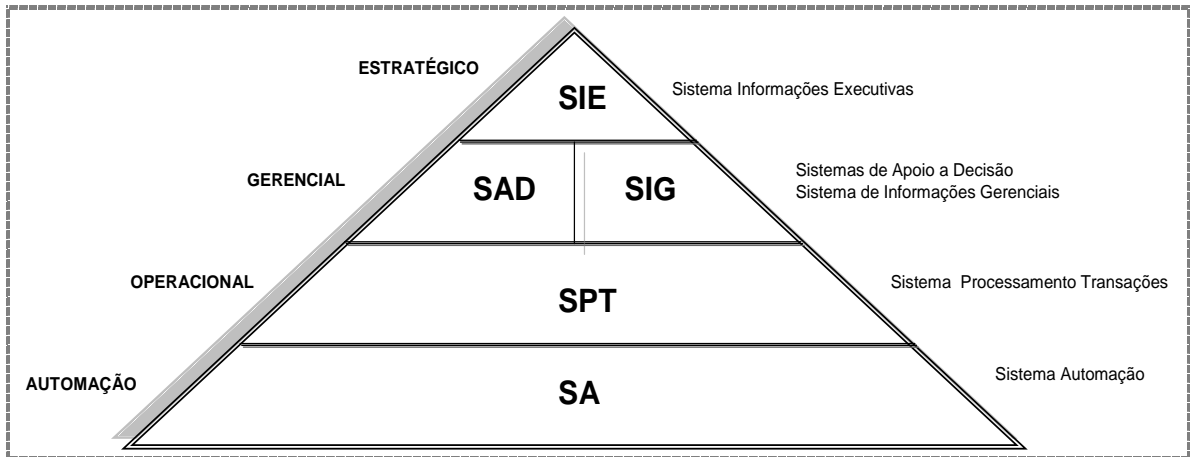 ESTRATÉGICO
SIE
Sistema Informações Executivas
GERENCIAL
SAD
SIG
Sistemas de Apoio a Decisão
Sistema de Informações Gerenciais
OPERACIONAL
SPT
Sistema Processamento Transações
AUTOMAÇÃO
SA
Sistema Automação